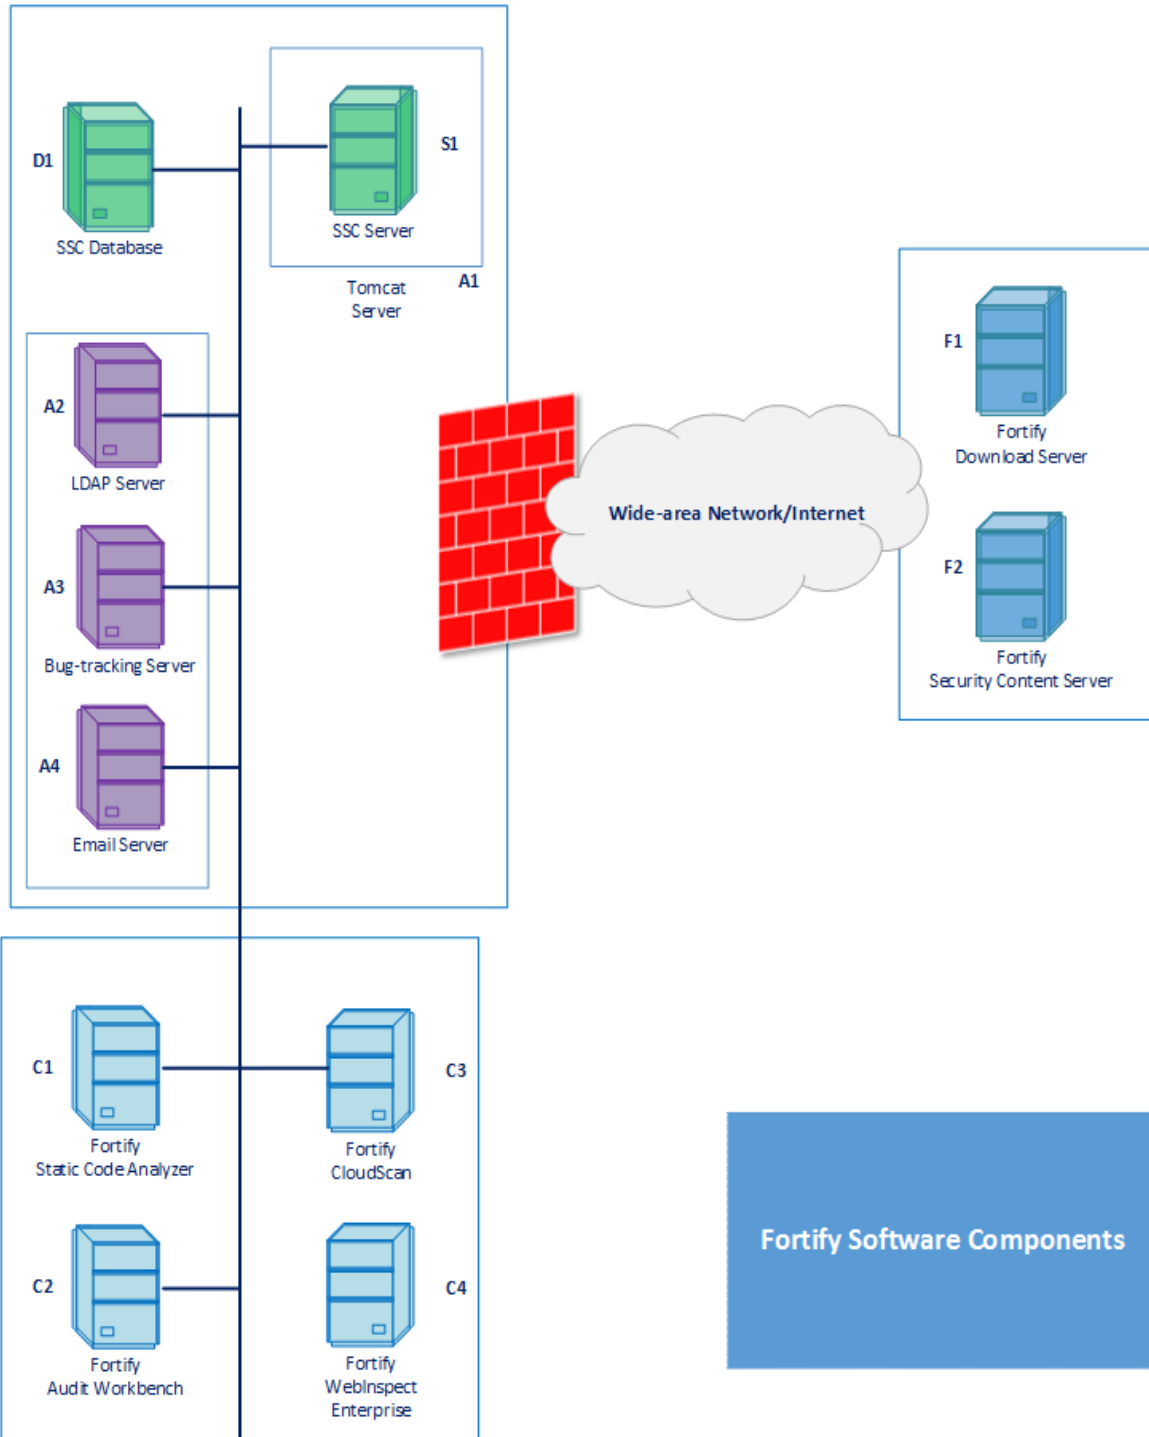 D1
SSC Database
S1
SSC Server
A1
Tomcat
Server
A2
LDAP Server
A3
Bug-tracking Server
A4
Email Server
Wide-area Network/Internet
F1
Fortify
Download Server
F2
Fortify
Security Content Server
C1
Fortify
Static Code Analyzer
C3
Fortify
CloudScan
C2
Fortify
Audit Workbench
C4
Fortify
WebInspect
Enterprise
Fortify Software Components